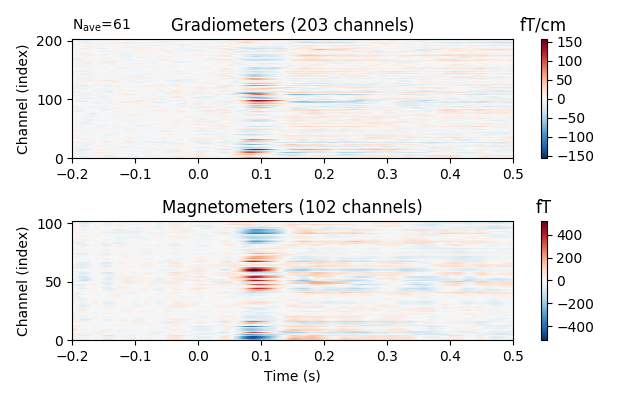 N_ave=61 Gradiometers (203 channels) fT/cm
Channel (index)
200
100
0
−0.2 −0.1 0.0 0.1 0.2 0.3 0.4 0.5
150
100
50
0
−50
−100
−150
Magnetometers (102 channels) fT
Channel (index)
100
50
0
−0.2 −0.1 0.0 0.1 0.2 0.3 0.4 0.5
Time (s)
400
200
0
−200
−400